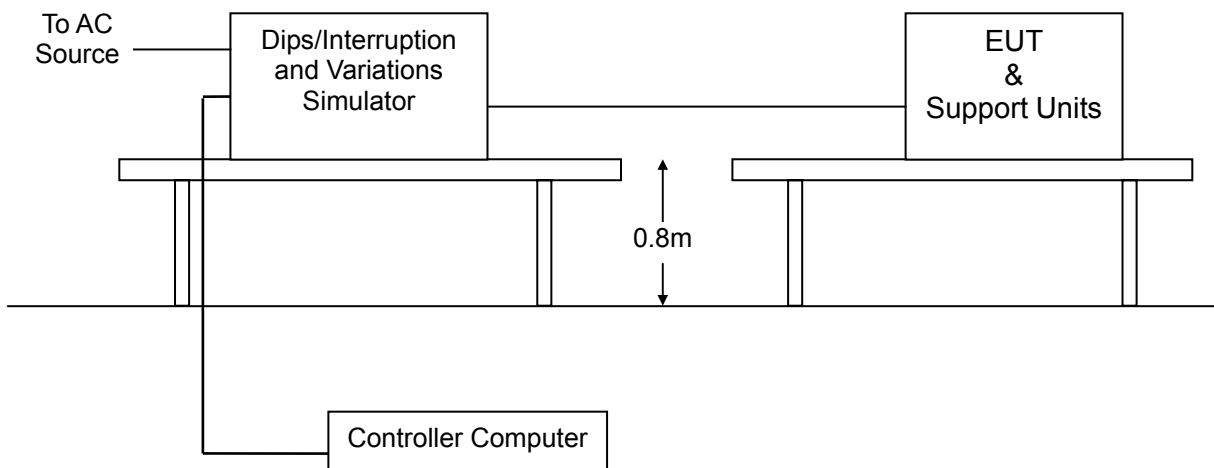 To AC
Source
Dips/Interruption
and Variations
Simulator
EUT
&
Support Units
0.8m
Controller Computer